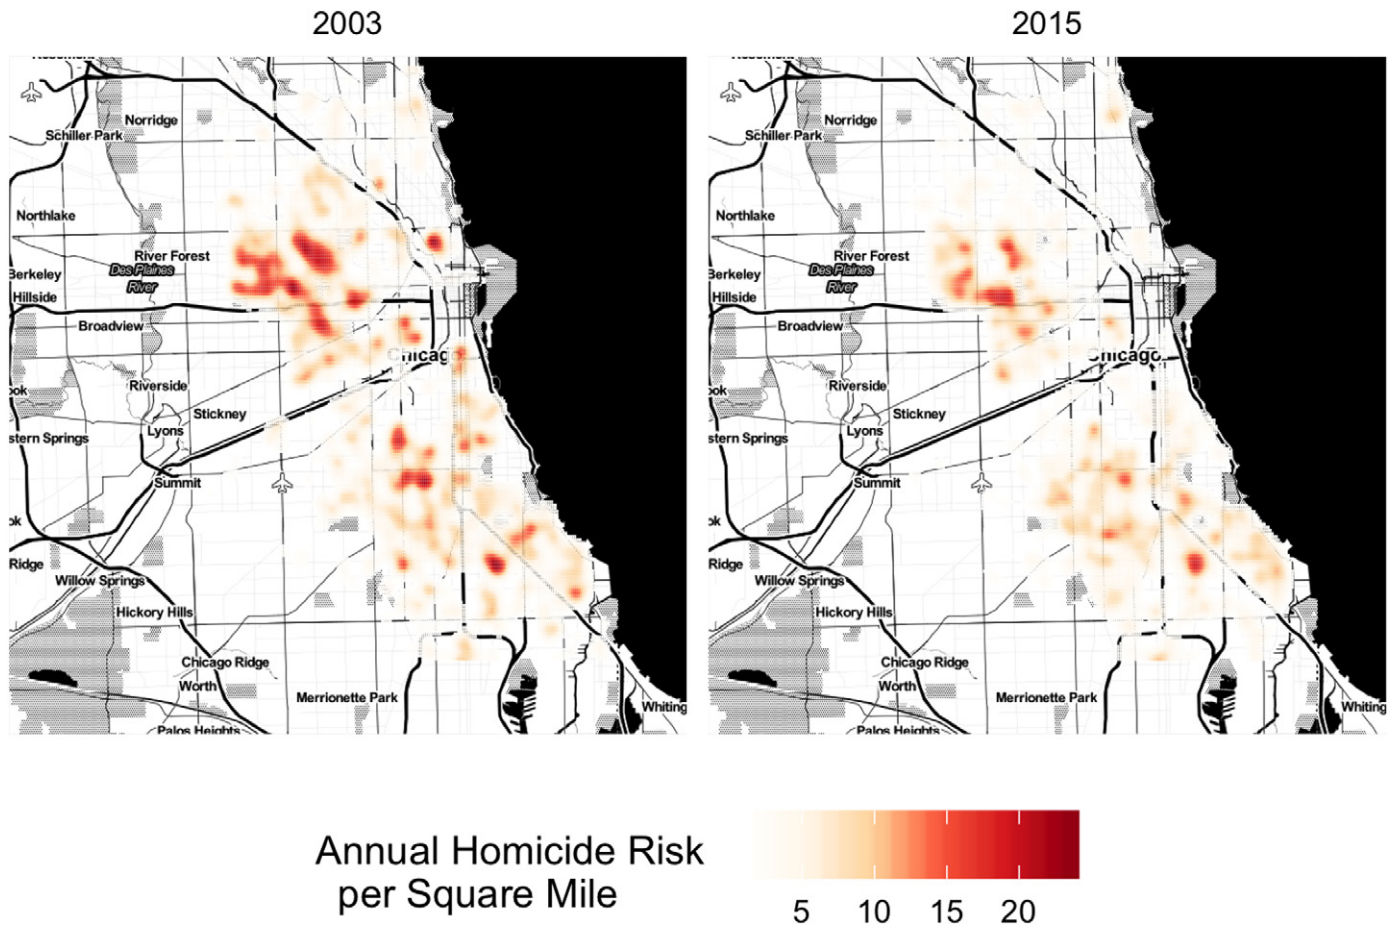 2003
2015
Norridge
Schiller Park
Northlake
River Forest
Des Plaines
River
Berkeley
Hillside
Broadview
Chicago
Riverside
ook
Stickney
Lyons
stern Springs
Summit
ok
Ridge
Willow Springs
Hickory Hills
Chicago Ridge
Worth
Merrionette Park
Whiting
Palos Heights
Norridge
Schiller Park
Northlake
River Forest
Des Plaines
River
Berkeley
Hillside
Broadview
Chicago
Riverside
ook
Stickney
Lyons
stern Springs
Summit
ok
Ridge
Willow Springs
Hickory Hills
Chicago Ridge
Worth
Merrionette Park
Whiting
Palos Heights
Annual Homicide Risk
per Square Mile
5 10 15 20